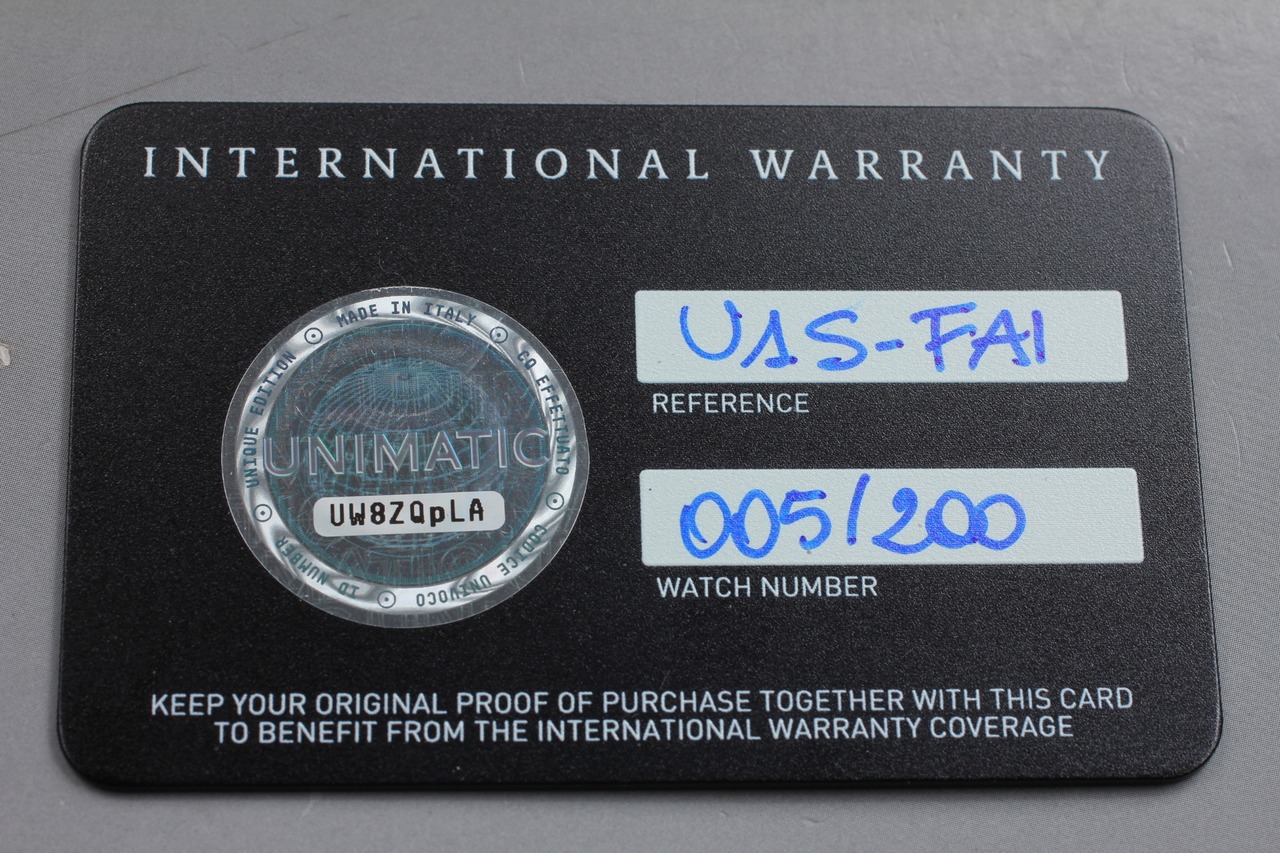 INTERNATIONAL WARRANTY
MADE IN ITALY
CQ EFFETTUATO
CODICE UNIVOCO
ID NUMBER
UNIQUE EDITION
UNIMATIC
UW8ZQpLA
U1S-FAI
REFERENCE
005/200
WATCH NUMBER
KEEP YOUR ORIGINAL PROOF OF PURCHASE TOGETHER WITH THIS CARD
TO BENEFIT FROM THE INTERNATIONAL WARRANTY COVERAGE